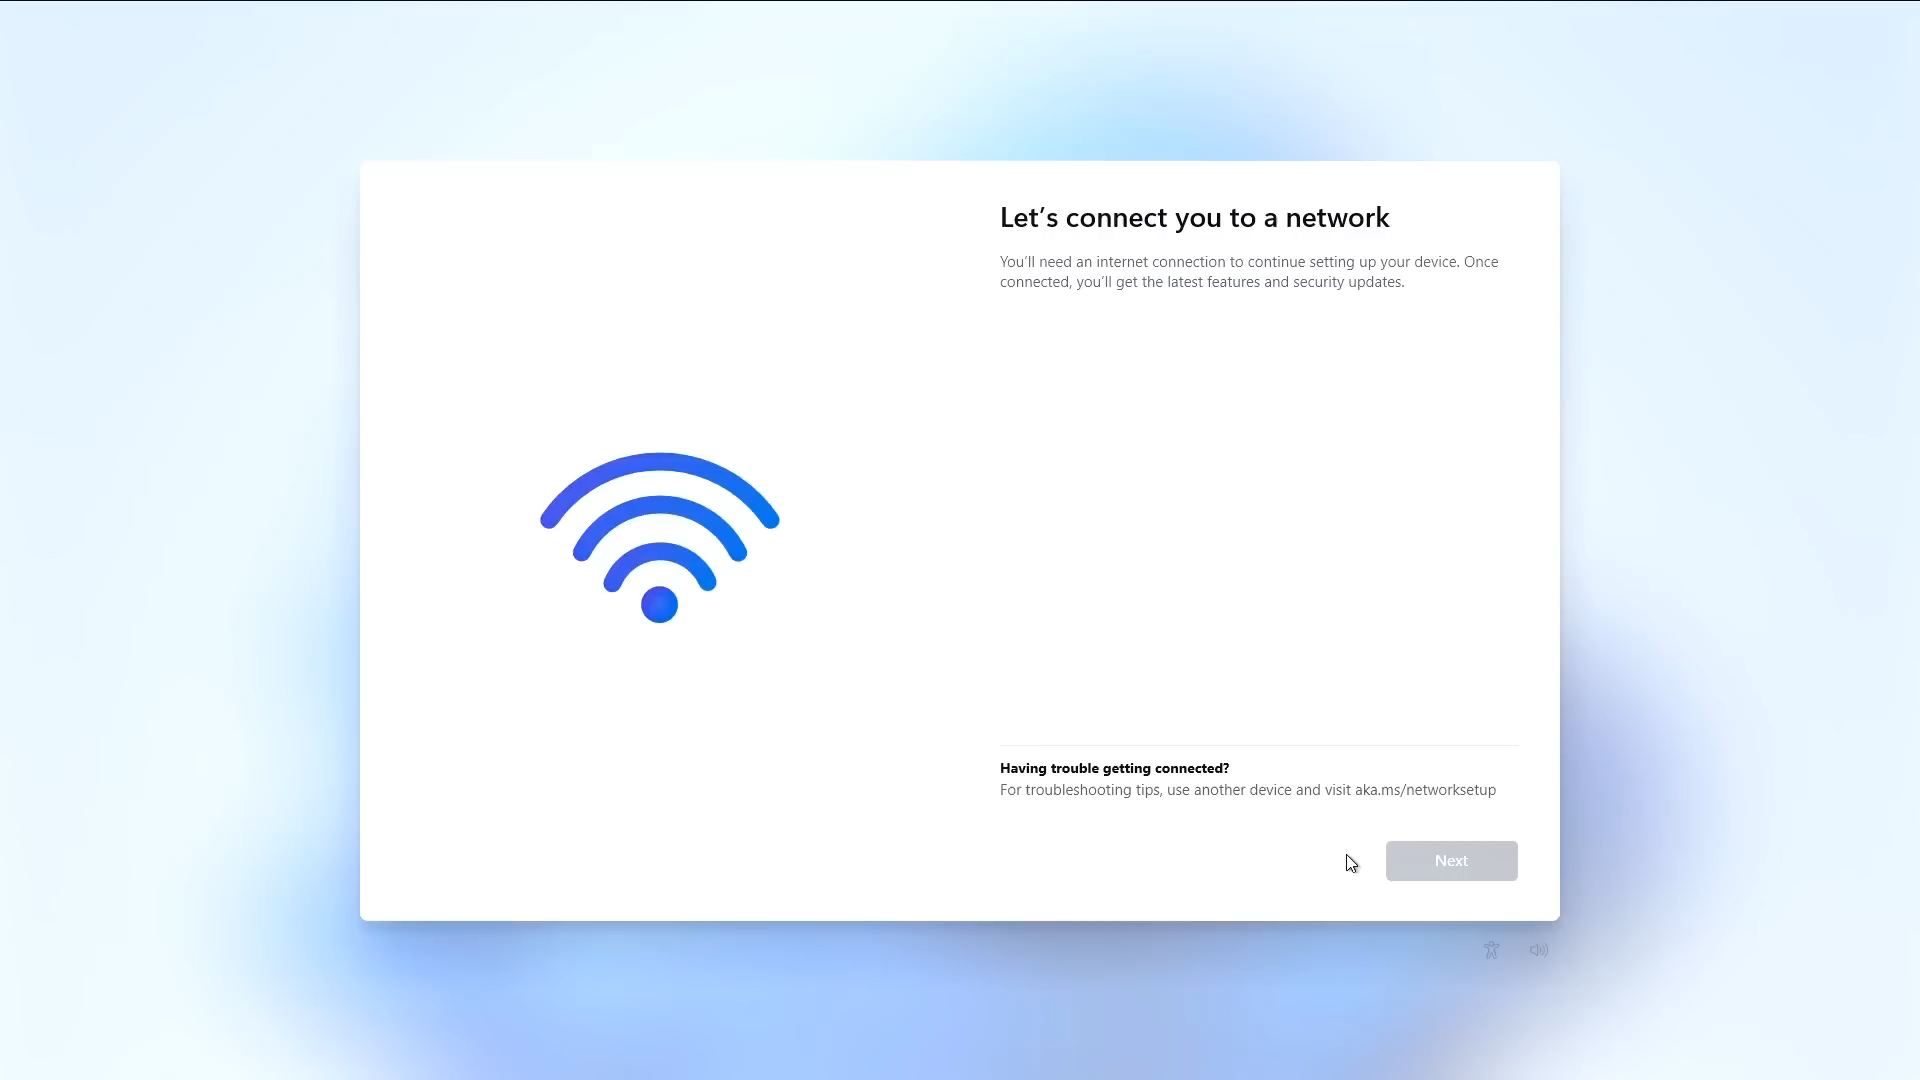 Let’s connect you to a network
You’ll need an internet connection to continue setting up your device. Once
connected, you’ll get the latest features and security updates.
Having trouble getting connected?
For troubleshooting tips, use another device and visit aka.ms/networksetup
Next